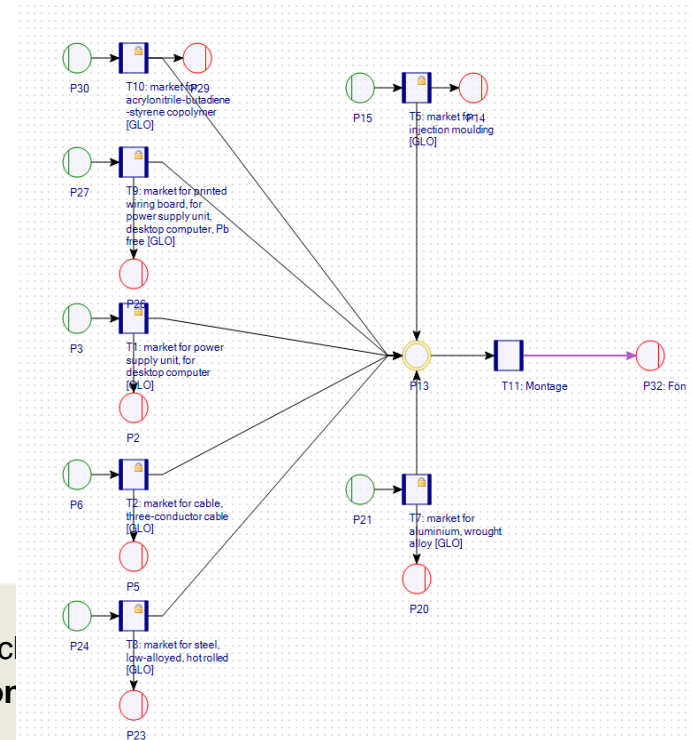 P30
P29
T10: market for
acrylonitrile-butadiene
-styrene copolymer
[GLO]
P15
P14
T5: market for
injection moulding
[GLO]
P27
T9: market for printed
wiring board, for
power supply unit,
desktop computer, Pb
free [GLO]
P26
P3
T1: market for power
supply unit, for
desktop computer
[GLO]
P2
P13
T11: Montage
P32: Fön
P6
T2: market for cable,
three-conductor cable
[GLO]
P5
P21
T7: market for
aluminium, wrought
alloy [GLO]
P20
P24
T8: market for steel,
low-alloyed, hot rolled
[GLO]
P23